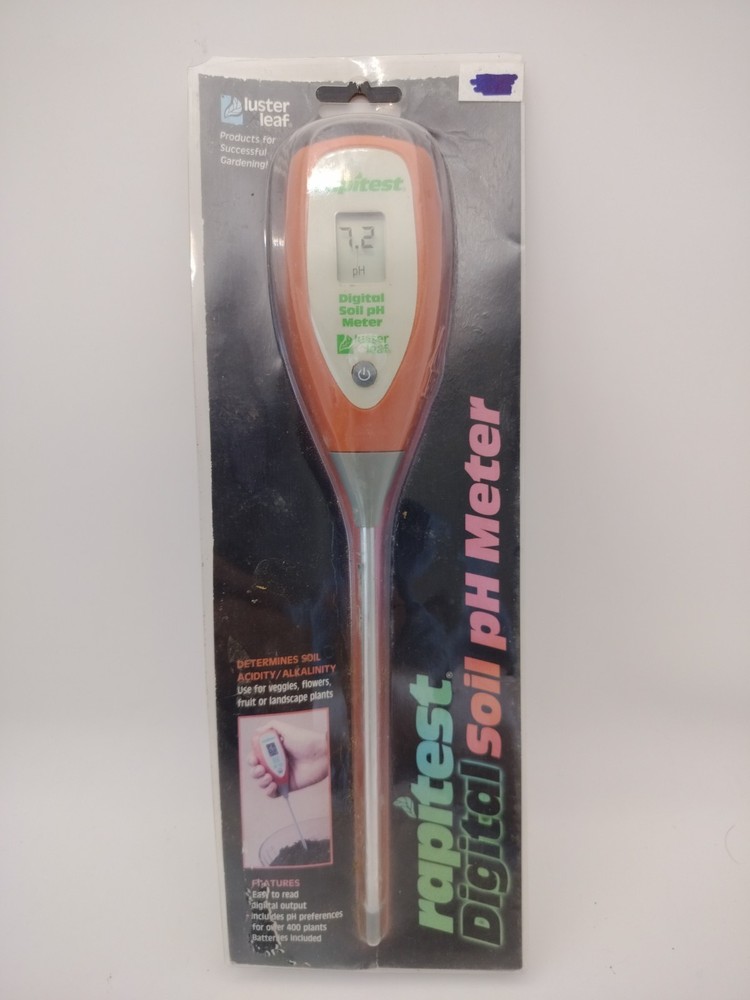 luster
leaf®
Products for
Successful
Gardening!
rapitest.
7.2
pH
Digital
Soil pH
Meter
luster
leaf
DETERMINES SOIL
ACIDITY/ALKALINITY
Use for veggies, flowers,
fruit or landscape plants
FEATURES
Easy to read
digital output
Includes pH preferences
for over 400 plants
Batteries Included
rapitest®
Digital soil pH Meter